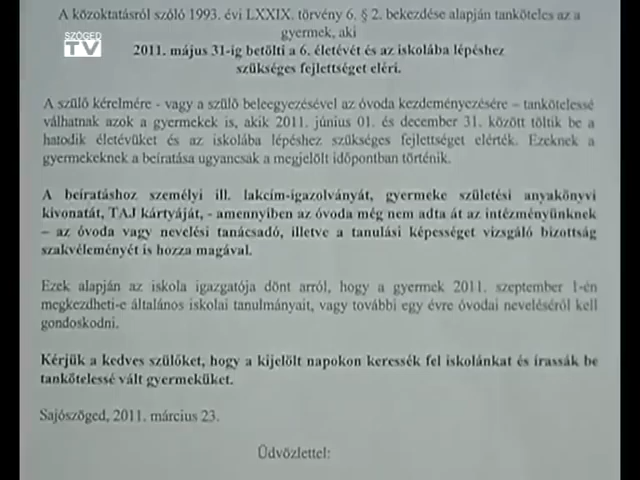 A közoktatásról szóló 1993. évi LXXIX. törvény 6. § 2. bekezdése alapján tanköteles az a
gyermek, aki
SZÖGED
TV
2011. május 31-ig betölti a 6. életévét és az iskolába lépéshez
szükséges fejlettséget eléri.
A szülő kérelmére - vagy a szülő beleegyezésével az óvoda kezdeményezésére – tankötelessé
válhatnak azok a gyermekek is, akik 2011. június 01. és december 31. között töltik be a
hatodik életévüket és az iskolába lépéshez szükséges fejlettséget elérték. Ezeknek a
gyermekeknek a beíratása ugyancsak a megjelölt időpontban történik.
A beíratáshoz személyi ill. lakcím-igazolványát, gyermeke születési anyakönyvi
kivonatát, TAJ kártyáját, - amennyiben az óvoda még nem adta át az intézményünknek
– az óvoda vagy nevelési tanácsadó, illetve a tanulási képességet vizsgáló bizottság
szakvéleményét is hozza magával.
Ezek alapján az iskola igazgatója dönt arról, hogy a gyermek 2011. szeptember 1-én
megkezdheti-e általános iskolai tanulmányait, vagy további egy évre óvodai neveléséről kell
gondoskodni.
Kérjük a kedves szülőket, hogy a kijelölt napokon keressék fel iskolánkat és írassák be
tankötelessé vált gyermeküket.
Sajószöged, 2011. március 23.
Üdvözlettel: